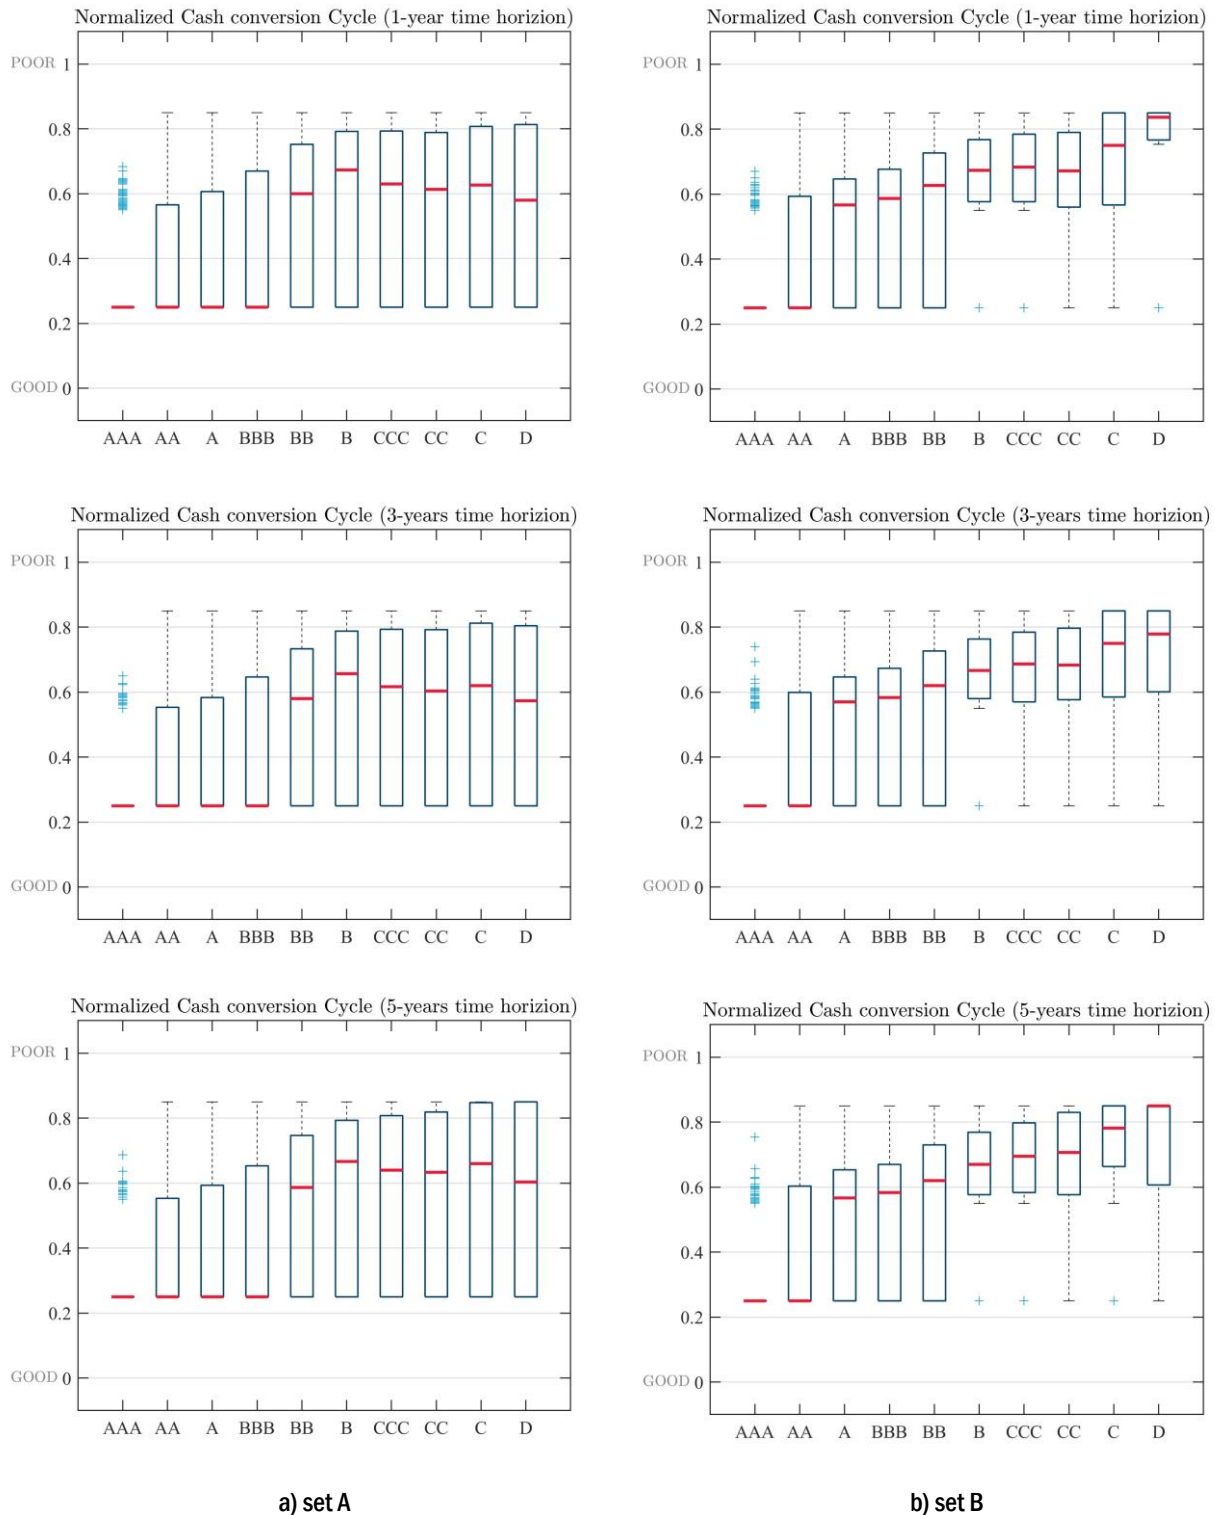 Normalized Cash conversion Cycle (1-year time horizion)
POOR 1
0.8
0.6
0.4
0.2
GOOD 0
AAA AA A BBB BB B CCC CC C D
Normalized Cash conversion Cycle (1-year time horizion)
POOR 1
0.8
0.6
0.4
0.2
GOOD 0
AAA AA A BBB BB B CCC CC C D
Normalized Cash conversion Cycle (3-years time horizion)
POOR 1
0.8
0.6
0.4
0.2
GOOD 0
AAA AA A BBB BB B CCC CC C D
Normalized Cash conversion Cycle (3-years time horizion)
POOR 1
0.8
0.6
0.4
0.2
GOOD 0
AAA AA A BBB BB B CCC CC C D
Normalized Cash conversion Cycle (5-years time horizion)
POOR 1
0.8
0.6
0.4
0.2
GOOD 0
AAA AA A BBB BB B CCC CC C D
Normalized Cash conversion Cycle (5-years time horizion)
POOR 1
0.8
0.6
0.4
0.2
GOOD 0
AAA AA A BBB BB B CCC CC C D
a) set A
b) set B